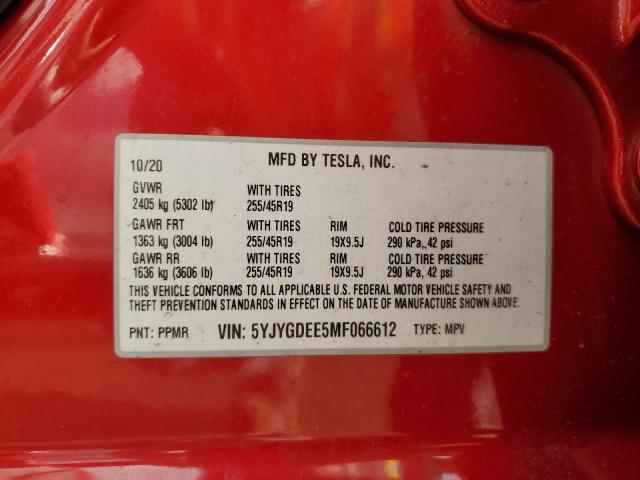 10/20 MFD BY TESLA, INC.
GVWR WITH TIRES
2405 kg (5302 lb) 255/45R19
GAWR FRT WITH TIRES RIM COLD TIRE PRESSURE
1363 kg (3004 lb) 255/45R19 19X9.5J 290 kPa, 42 psi
GAWR RR WITH TIRES RIM COLD TIRE PRESSURE
1636 kg (3606 lb) 255/45R19 19X9.5J 290 kPa, 42 psi
THIS VEHICLE CONFORMS TO ALL APPLICABLE U.S. FEDERAL MOTOR VEHICLE SAFETY AND
THEFT PREVENTION STANDARDS IN EFFECT ON THE DATE OF MANUFACTURE SHOWN ABOVE.
PNT: PPMR VIN: 5YJYGDEE5MF066612 TYPE: MPV